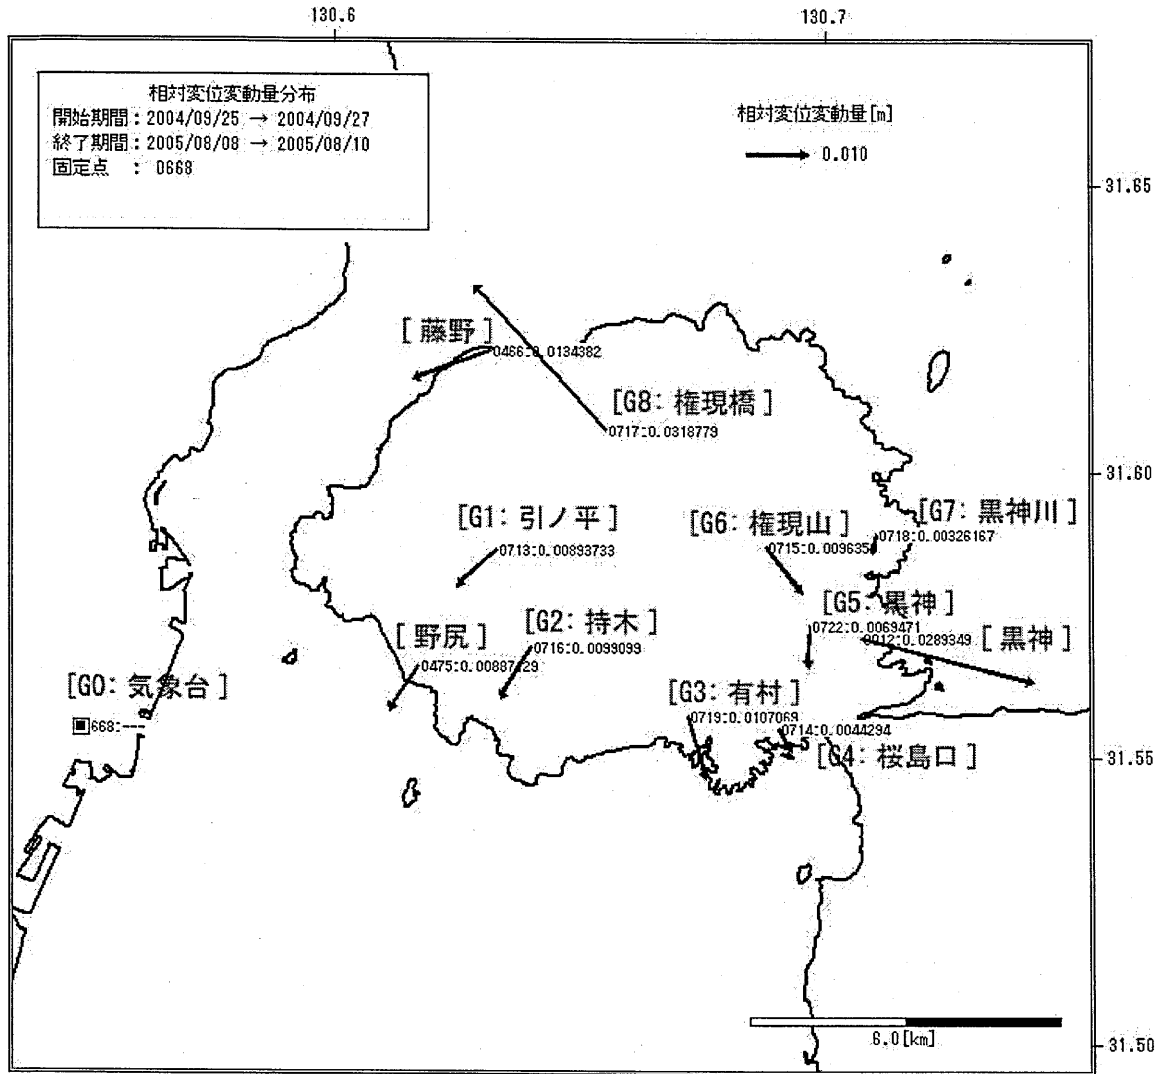 130.6
130.7
相対変位変動量分布
開始期間:2004/09/25 → 2004/09/27
終了期間:2005/08/08 → 2005/08/10
固定点 : 0668
相対変位変動量[m]
0.010
31.65
[藤野]
0466:0.0134382
[G8:権現橋]
0717:0.0318779
31.60
[G1:引ノ平]
0713:0.00893733
[G6:権現山]
0715:0.009635
[G7:黒神川]
0718:0.00326167
[G5:黒神]
0722:0.0069471
0012:0.0289349
[黒神]
[G2:持木]
0716:0.0099099
[野尻]
0475:0.00887429
[G0:気象台]
668:---
[G3:有村]
0719:0.0107069
0714:0.0044294
[G4:桜島口]
31.55
6.0[km]
31.50